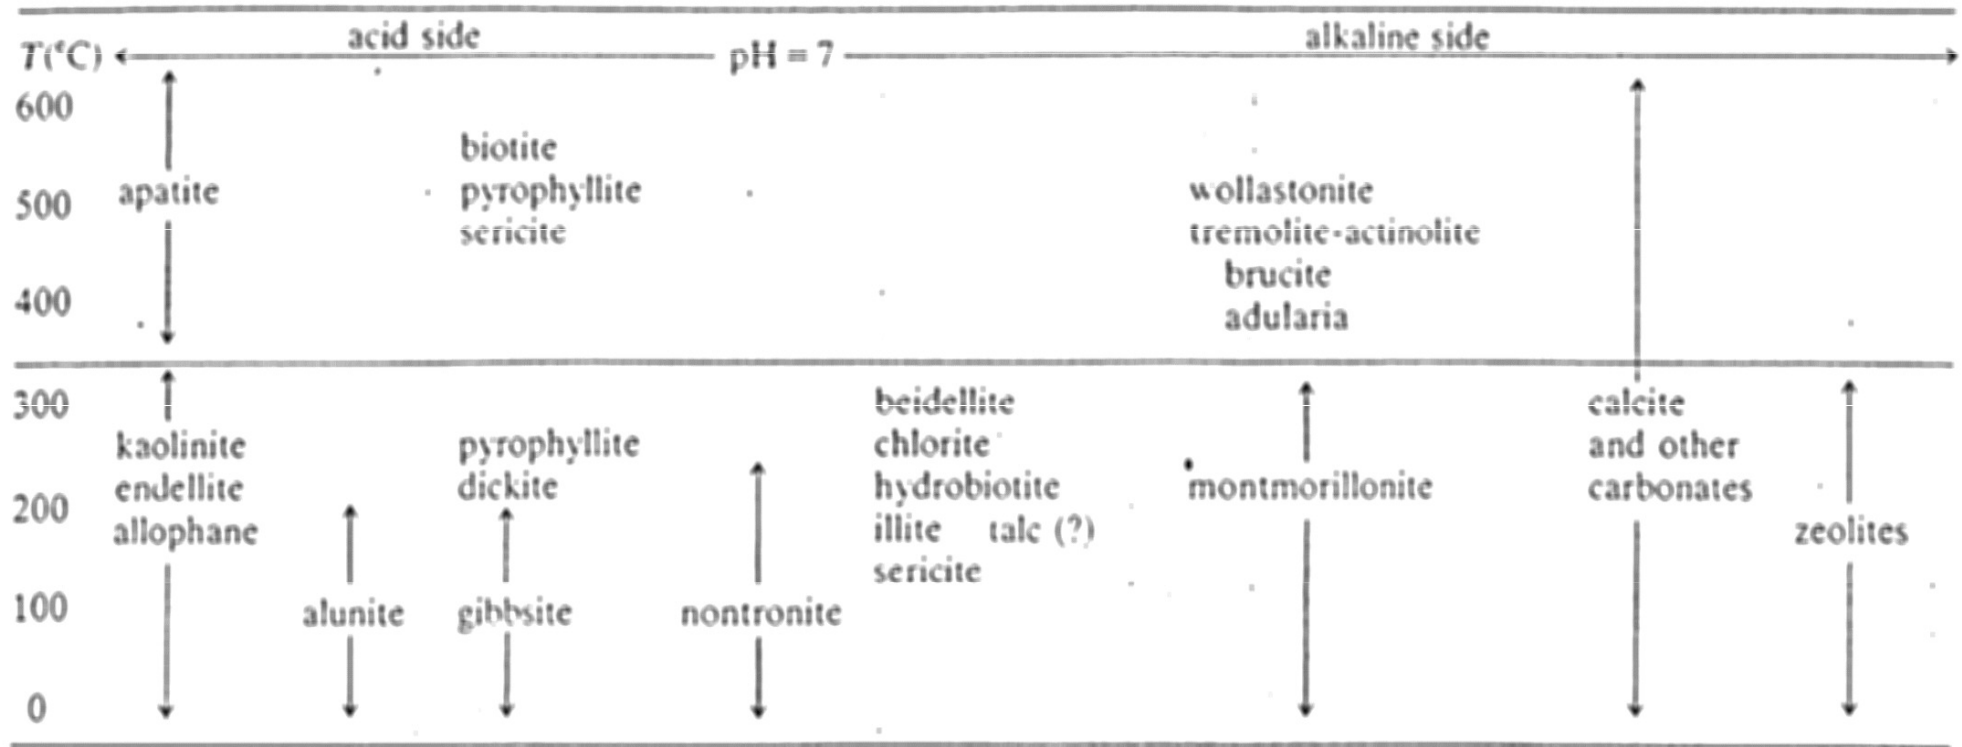 acid side alkaline side
T(°C) pH = 7
600
biotite
500 apatite pyrophyllite wollastonite
sericite tremolite-actinolite
brucite
400 adularia
300 beidellite calcite
kaolinite pyrophyllite chlorite and other
endellite dickite hydrobiotite montmorillonite carbonates
200
allophane illite talc (?) zeolites
sericite
100 alunite gibbsite nontronite
0